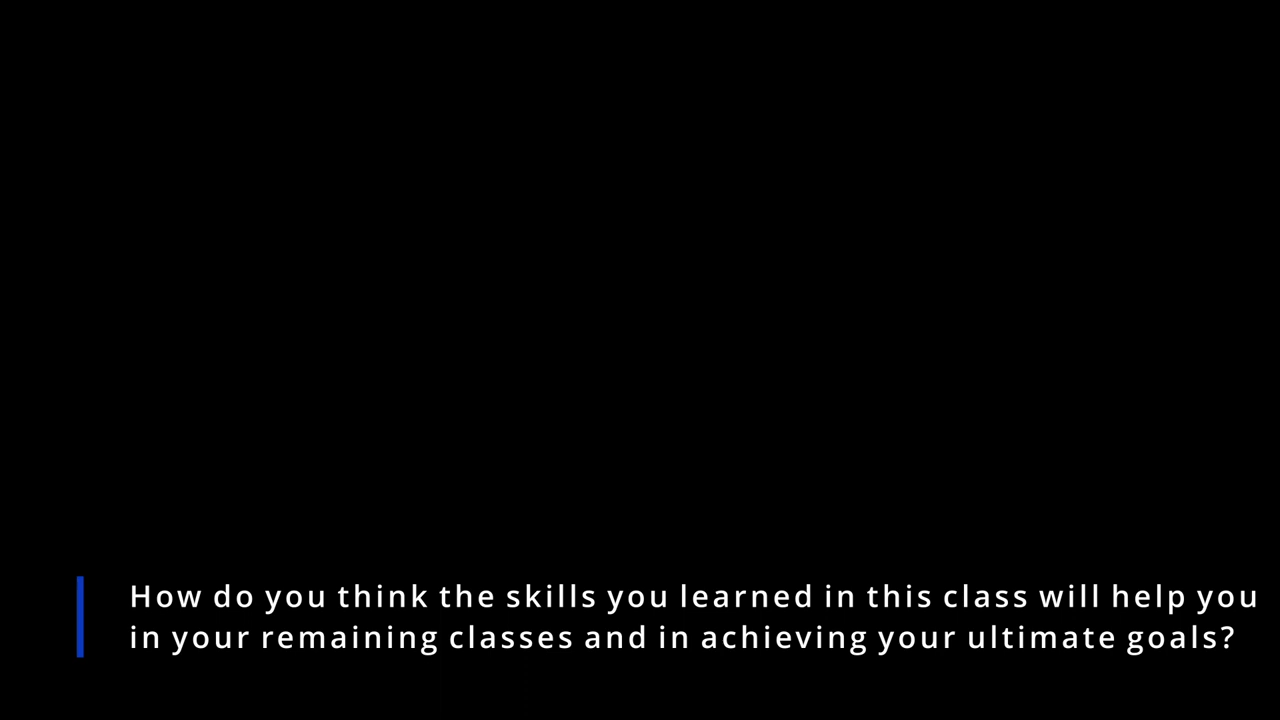 How do you think the skills you learned in this class will help you
in your remaining classes and in achieving your ultimate goals?